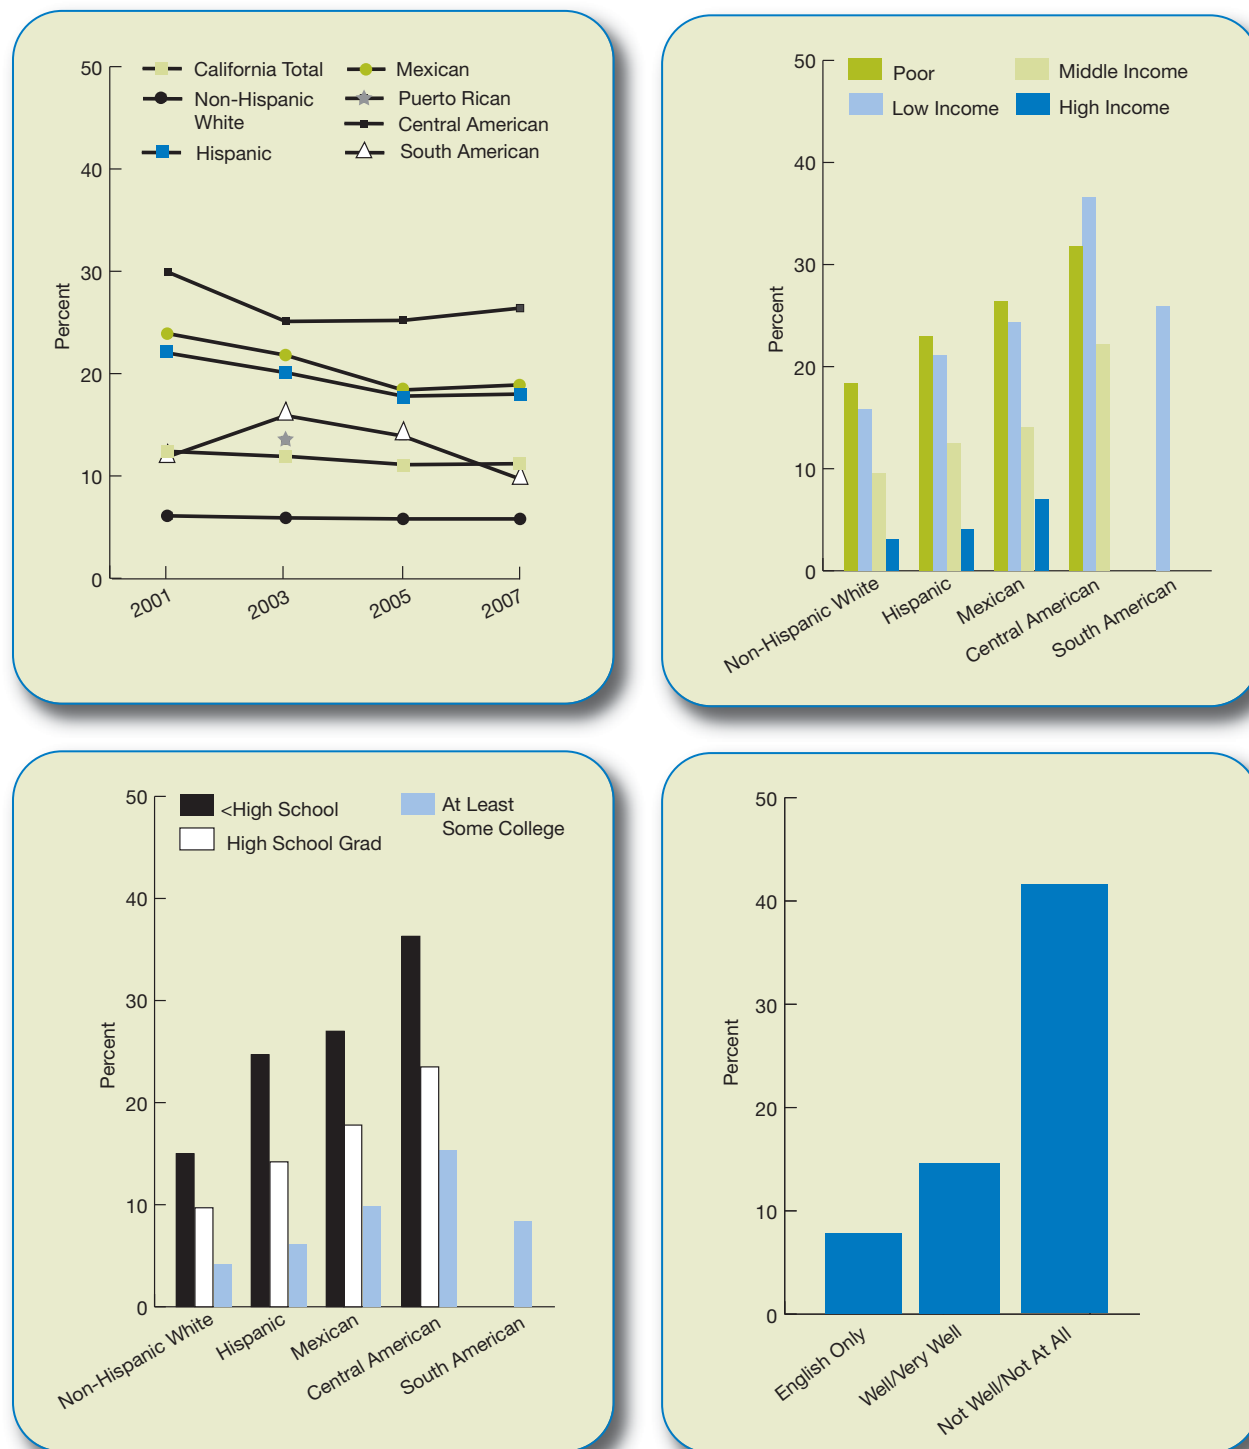 50
40
30
20
10
0
Percent
California Total
Non-Hispanic
White
Hispanic
Mexican
Puerto Rican
Central American
South American
2001
2003
2005
2007
50
40
30
20
10
0
Percent
Poor
Low Income
Middle Income
High Income
Non-Hispanic White
Hispanic
Mexican
Central American
South American
50
40
30
20
10
0
Percent
<High School
High School Grad
At Least
Some College
Non-Hispanic White
Hispanic
Mexican
Central American
South American
50
40
30
20
10
0
Percent
English Only
Well/Very Well
Not Well/Not At All